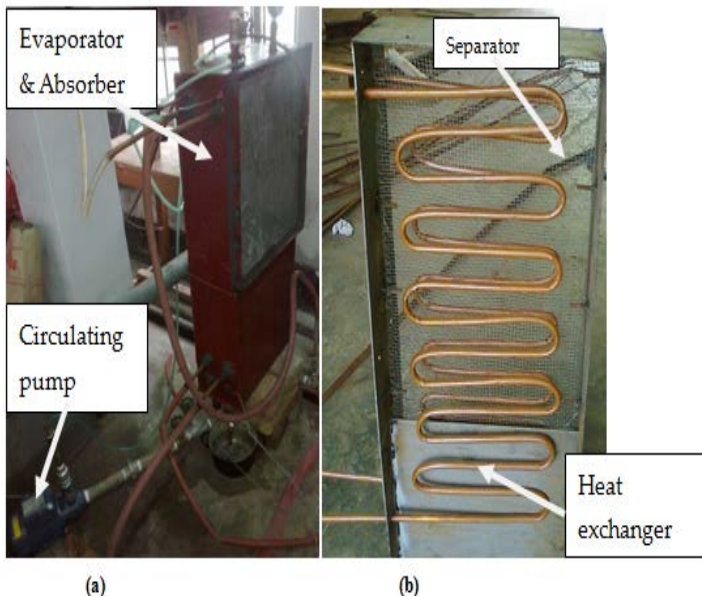 Evaporator
& Absorber
Separator
Circulating
pump
Heat
exchanger
(a)
(b)